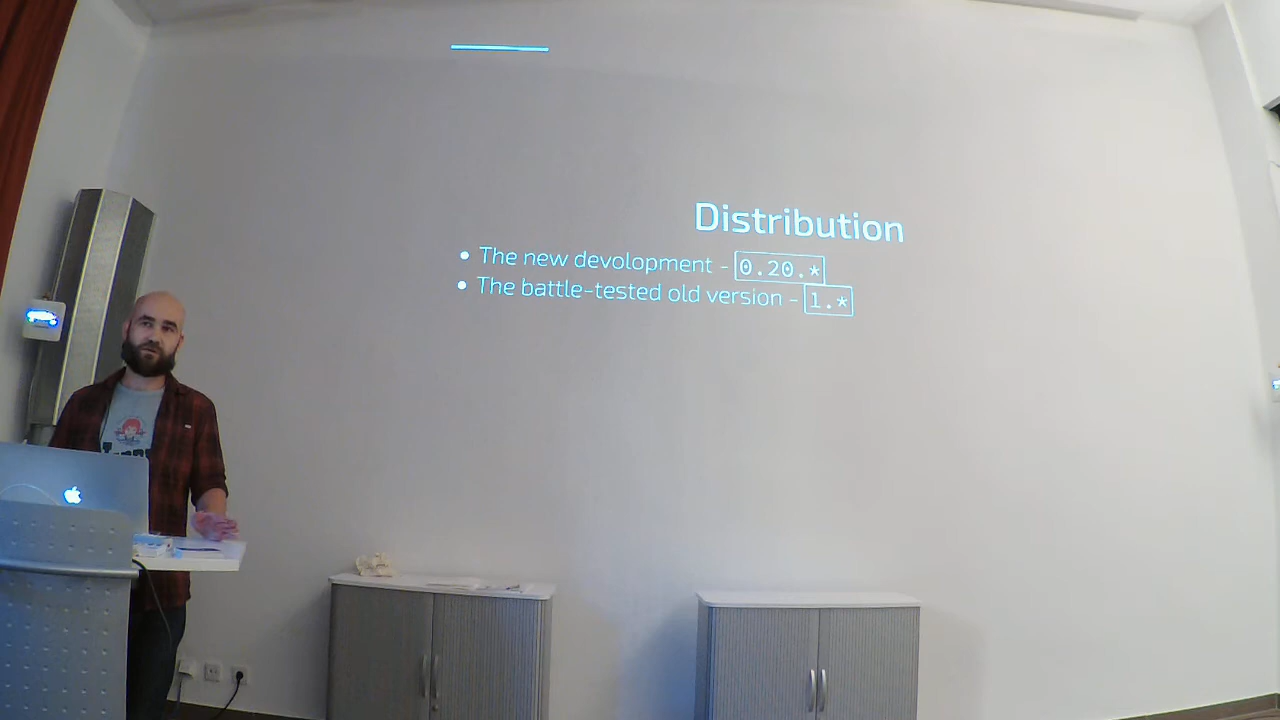 Distribution
• The new devolopment - 0.20.*
• The battle-tested old version - 1.*